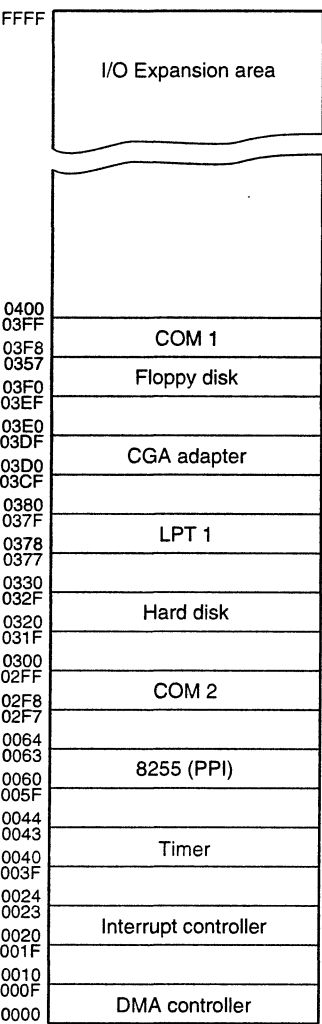 FFFF
I/O Expansion area
0400
03FF
COM 1
03F8
0357
Floppy disk
03F0
03EF
03E0
03DF
CGA adapter
03D0
03CF
0380
037F
LPT 1
0378
0377
0330
032F
Hard disk
0320
031F
0300
02FF
COM 2
02F8
02F7
0064
0063
8255 (PPI)
0060
005F
0044
0043
Timer
0040
003F
0024
0023
Interrupt controller
0020
001F
0010
000F
DMA controller
0000